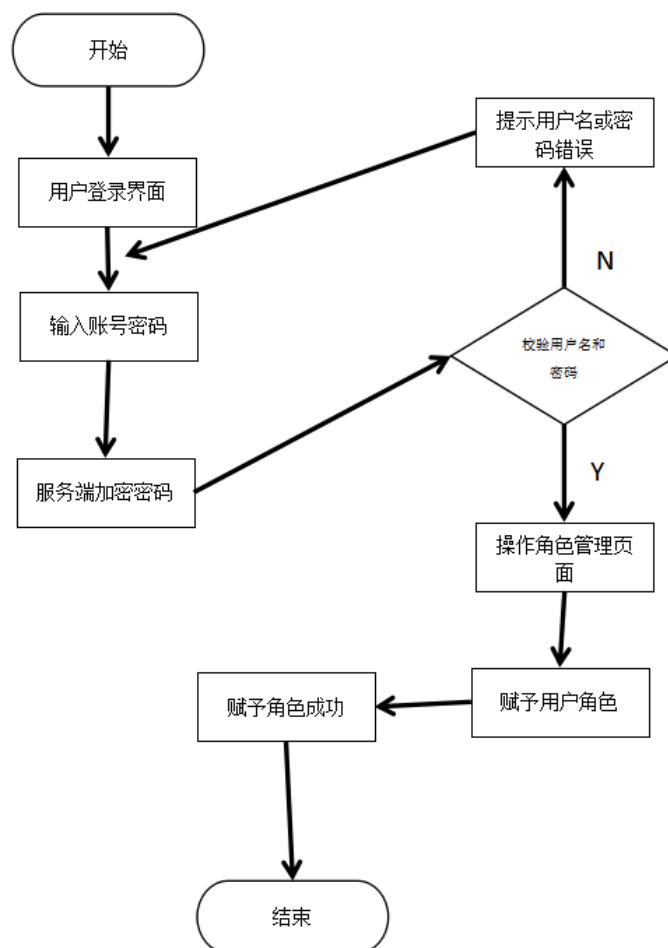 开始
用户登录界面
输入账号密码
服务端加密密码
提示用户名或密
码错误
N
校验用户名和
密码
Y
操作角色管理页
面
赋予用户角色
赋予角色成功
结束